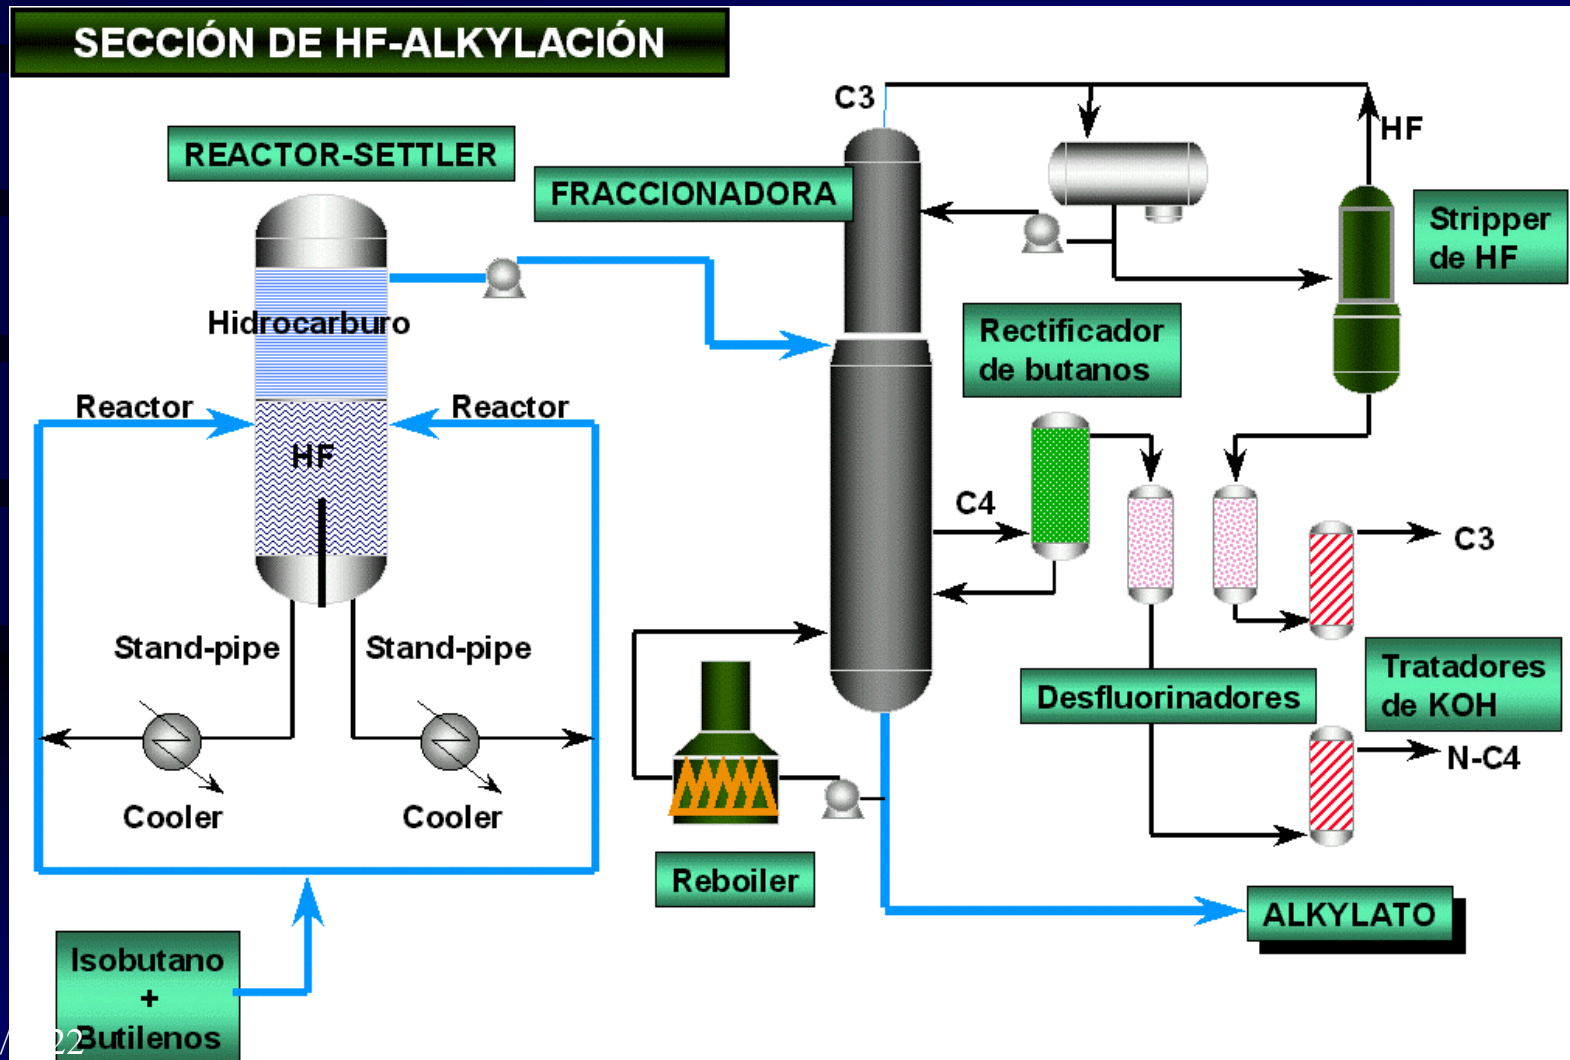 SECCIÓN DE HF-ALKYLACIÓN
C3
HF
REACTOR-SETTLER
FRACCIONADORA
Stripper
de HF
Hidrocarburo
Rectificador
de butanos
Reactor
Reactor
HF
C4
C3
Stand-pipe
Stand-pipe
Tratadores
de KOH
Desfluorinadores
N-C4
Cooler
Cooler
Reboiler
ALKYLATO
Isobutano
+
Butilenos